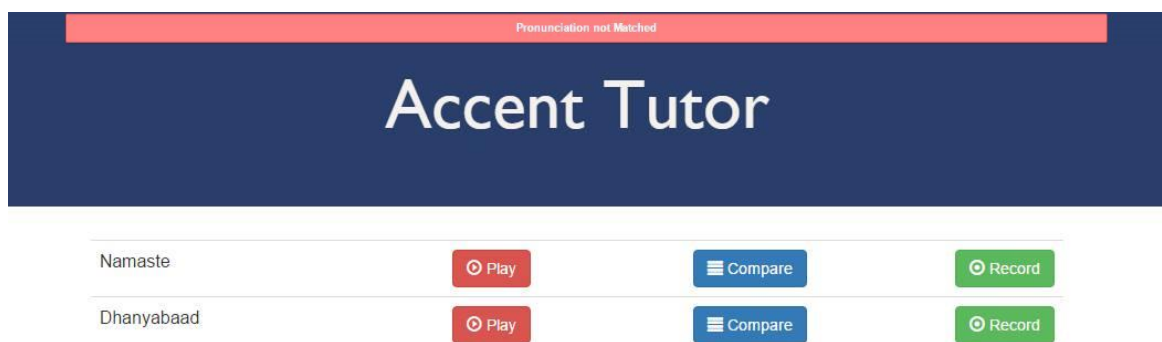 Pronunciation not Matched
Accent Tutor
Namaste Play Compare Record
Dhanyabaad Play Compare Record